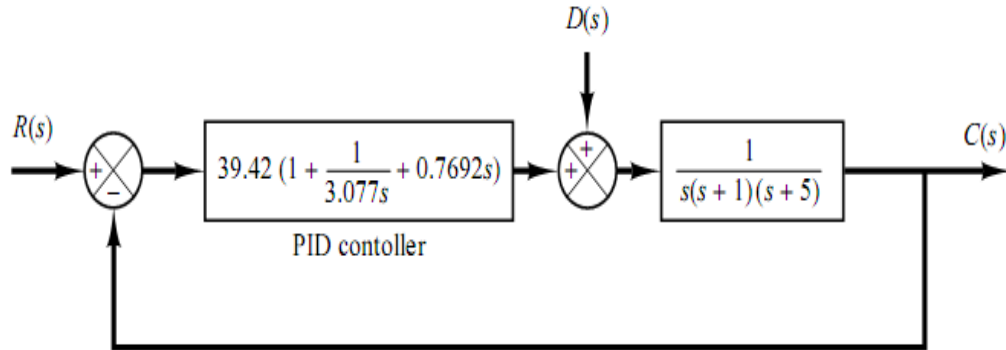 D(s)
R(s)
C(s)
39.42 (1 + 1/3.077s + 0.7692s)
1/s(s + 1)(s + 5)
+
−
+
+
PID contoller